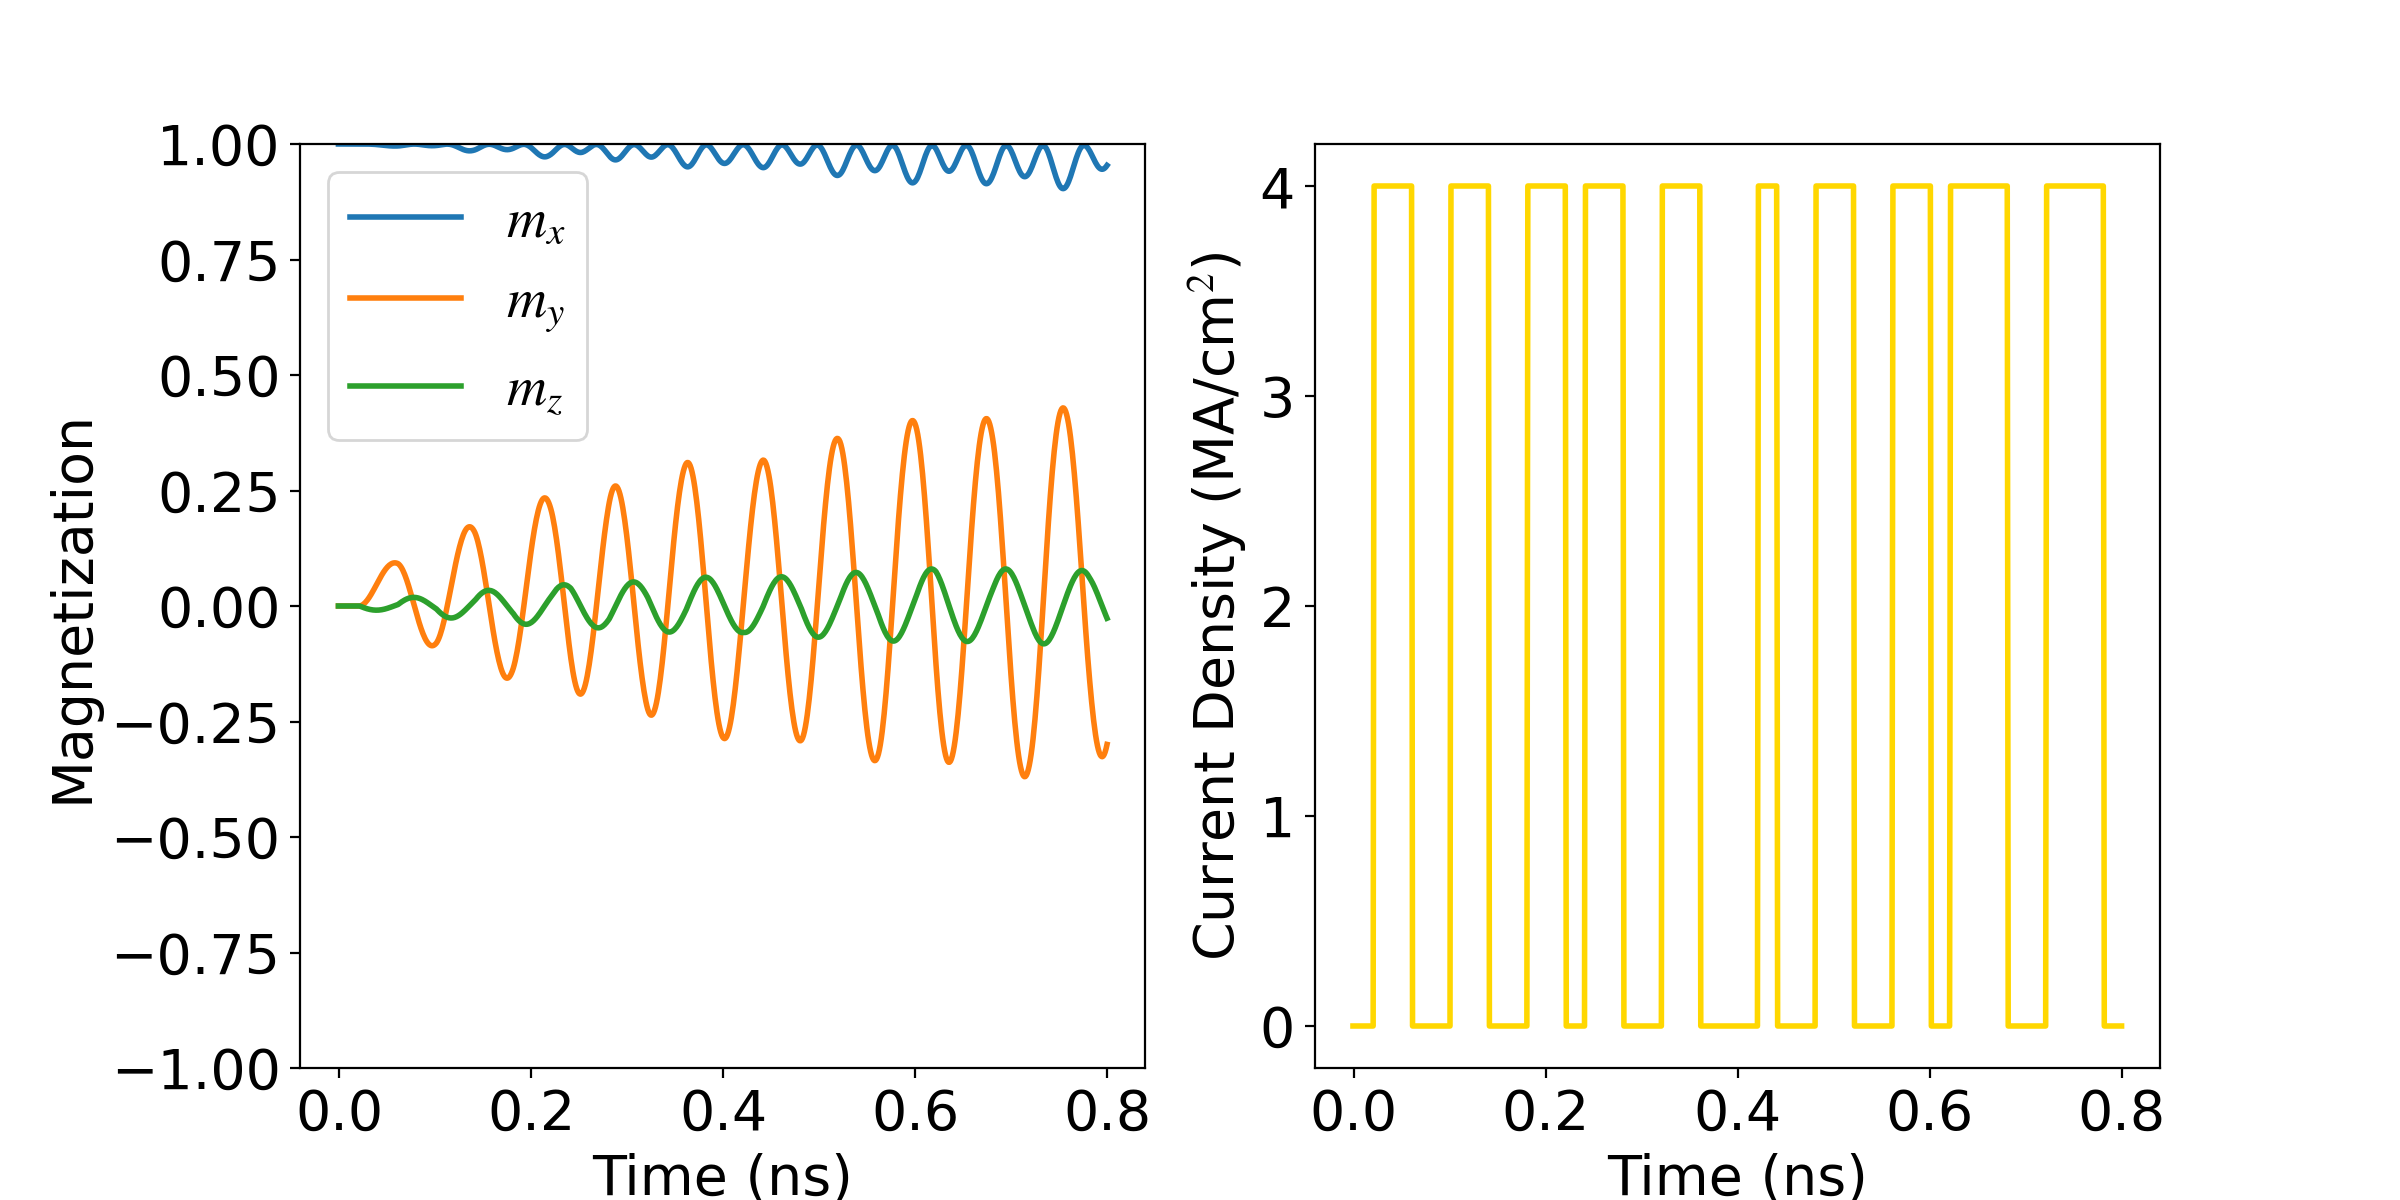 1.00
0.75
0.50
0.25
0.00
−0.25
−0.50
−0.75
−1.00
Magnetization
m_x
m_y
m_z
0.0 0.2 0.4 0.6 0.8
Time (ns)
4
3
2
1
0
Current Density (MA/cm²)
0.0 0.2 0.4 0.6 0.8
Time (ns)